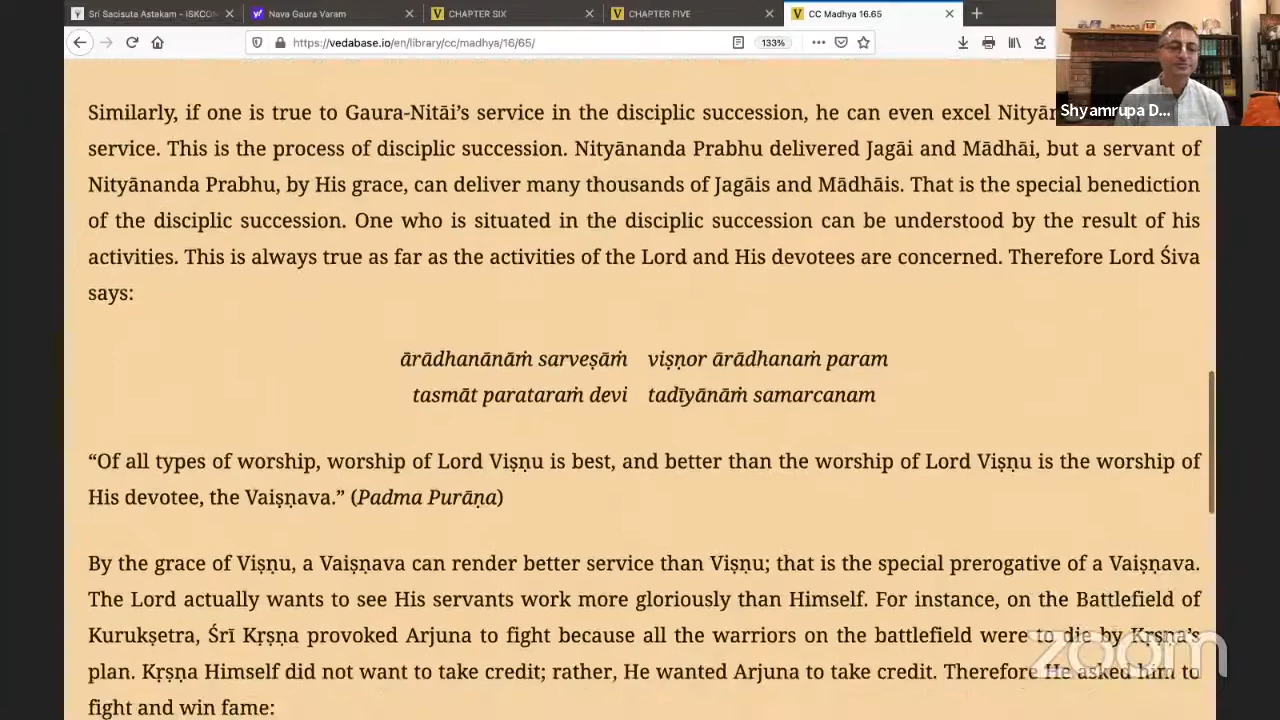 Sri Sacisuta Astakam - ISKCON
Nava Gaura Varam
CHAPTER SIX
CHAPTER FIVE
CC Madhya 16.65
https://vedabase.io/en/library/cc/madhya/16/65/
133%
Shyamrupa D...
Similarly, if one is true to Gaura-Nitāi’s service in the disciplic succession, he can even excel
service. This is the process of disciplic succession. Nityānanda Prabhu delivered Jagāi and Mādhāi, but a servant of
Nityānanda Prabhu, by His grace, can deliver many thousands of Jagāis and Mādhāis. That is the special benediction
of the disciplic succession. One who is situated in the disciplic succession can be understood by the result of his
activities. This is always true as far as the activities of the Lord and His devotees are concerned. Therefore Lord Śiva
says:
ārādhanānāṁ sarveṣāṁ viṣṇor ārādhanaṁ param
tasmāt parataraṁ devi tadīyānāṁ samarcanam
“Of all types of worship, worship of Lord Viṣṇu is best, and better than the worship of Lord Viṣṇu is the worship of
His devotee, the Vaiṣṇava.” (Padma Purāṇa)
By the grace of Viṣṇu, a Vaiṣṇava can render better service than Viṣṇu; that is the special prerogative of a Vaiṣṇava.
The Lord actually wants to see His servants work more gloriously than Himself. For instance, on the Battlefield of
Kurukṣetra, Śrī Kṛṣṇa provoked Arjuna to fight because all the warriors on the battlefield were to die by Kṛṣṇa’s
plan. Kṛṣṇa Himself did not want to take credit; rather, He wanted Arjuna to take credit. Therefore He asked him to
fight and win fame:
zoom